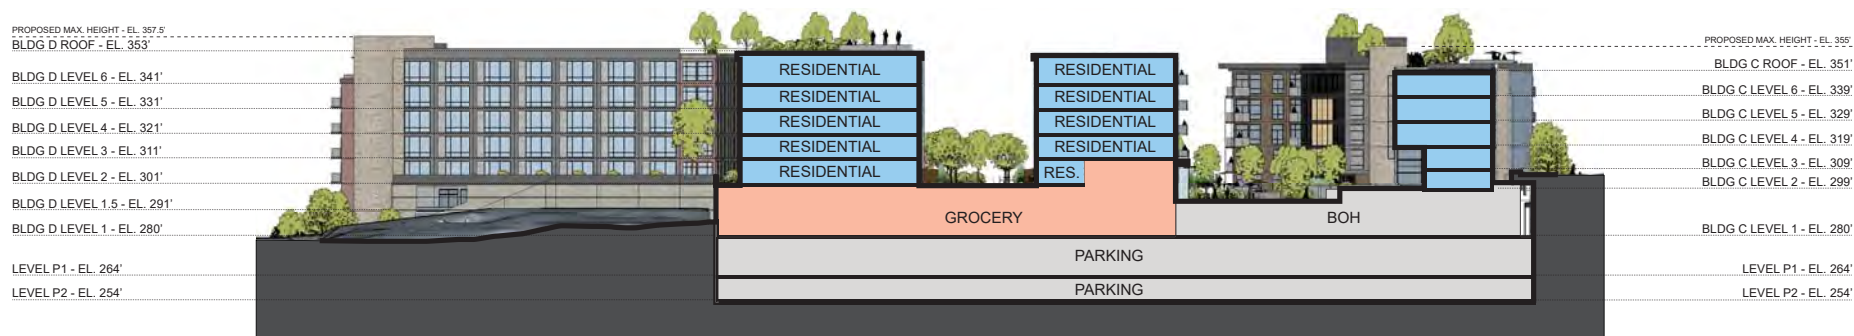 PROPOSED MAX. HEIGHT - EL. 357.5'
BLDG D ROOF - EL. 353'
BLDG D LEVEL 6 - EL. 341'
BLDG D LEVEL 5 - EL. 331'
BLDG D LEVEL 4 - EL. 321'
BLDG D LEVEL 3 - EL. 311'
BLDG D LEVEL 2 - EL. 301'
BLDG D LEVEL 1.5 - EL. 291'
BLDG D LEVEL 1 - EL. 280'
LEVEL P1 - EL. 264'
LEVEL P2 - EL. 254'
RESIDENTIAL
RESIDENTIAL
RESIDENTIAL
RESIDENTIAL
RESIDENTIAL
RESIDENTIAL
RESIDENTIAL
RESIDENTIAL
RESIDENTIAL
RES.
GROCERY
BOH
PARKING
PARKING
PROPOSED MAX. HEIGHT - EL. 355'
BLDG C ROOF - EL. 351'
BLDG C LEVEL 6 - EL. 339'
BLDG C LEVEL 5 - EL. 329'
BLDG C LEVEL 4 - EL. 319'
BLDG C LEVEL 3 - EL. 309'
BLDG C LEVEL 2 - EL. 299'
BLDG C LEVEL 1 - EL. 280'
LEVEL P1 - EL. 264'
LEVEL P2 - EL. 254'